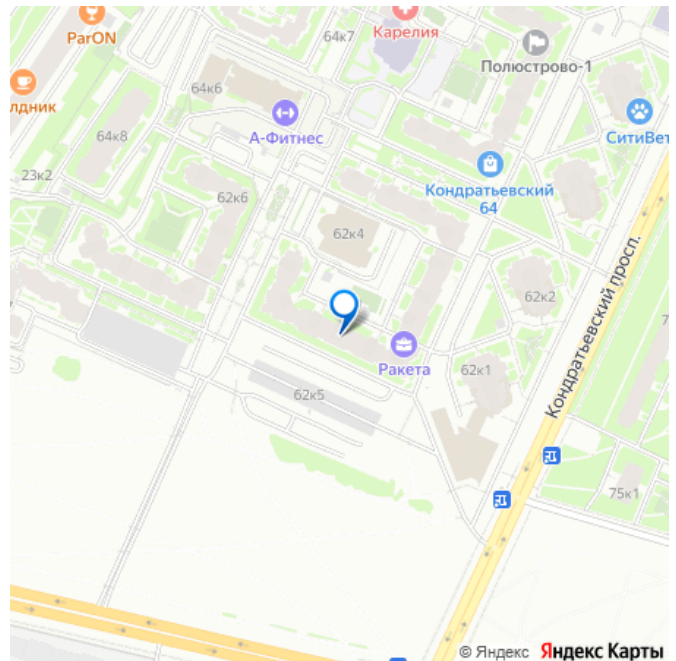 ParON
64к7
Карелия
Полюстрово-1
лдник
64к6
А-Фитнес
64к8
СитиВет
23к2
Кондратьевский
64
62к6
62к4
Кондратьевский просп.
62к2
7
Ракета
62к1
62к5
75к1
© Яндекс Яндекс Карты